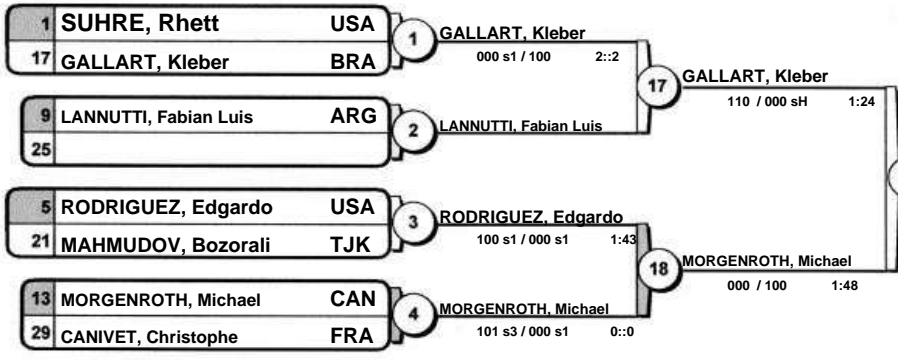 1 SUHRE, Rhett USA
17 GALLART, Kleber BRA
1
GALLART, Kleber
000 s1 / 100 2::2
9 LANNUTTI, Fabian Luis ARG
25
2
LANNUTTI, Fabian Luis
17
GALLART, Kleber
110 / 000 sH 1:24
5 RODRIGUEZ, Edgardo USA
21 MAHMUDOV, Bozorali TJK
3
RODRIGUEZ, Edgardo
100 s1 / 000 s1 1:43
13 MORGENROTH, Michael CAN
29 CANIVET, Christophe FRA
4
MORGENROTH, Michael
101 s3 / 000 s1 0::0
18
MORGENROTH, Michael
000 / 100 1:48